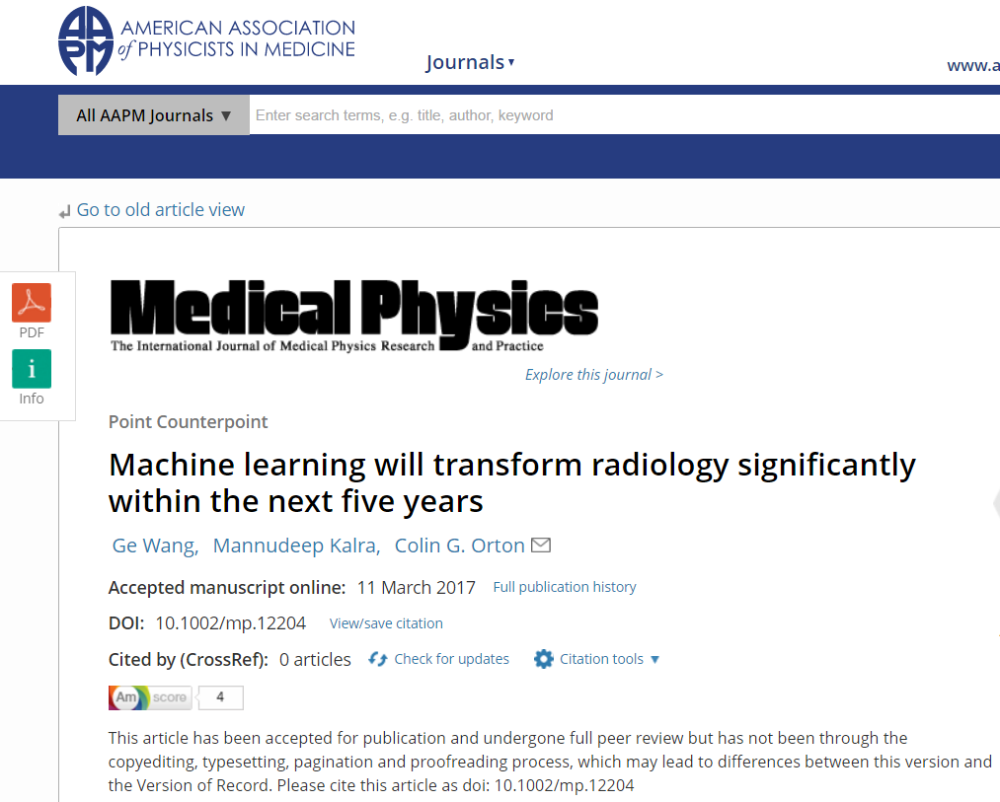 AAPM
AMERICAN ASSOCIATION
of PHYSICISTS IN MEDICINE
Journals ▾
www.a
All AAPM Journals ▼
Enter search terms, e.g. title, author, keyword
Go to old article view
PDF
i
Info
Medical Physics
The International Journal of Medical Physics Research and Practice
Explore this journal >
Point Counterpoint
Machine learning will transform radiology significantly
within the next five years
Ge Wang, Mannudeep Kalra, Colin G. Orton
Accepted manuscript online: 11 March 2017 Full publication history
DOI: 10.1002/mp.12204 View/save citation
Cited by (CrossRef): 0 articles Check for updates Citation tools ▼
Am score 4
This article has been accepted for publication and undergone full peer review but has not been through the
copyediting, typesetting, pagination and proofreading process, which may lead to differences between this version and
the Version of Record. Please cite this article as doi: 10.1002/mp.12204